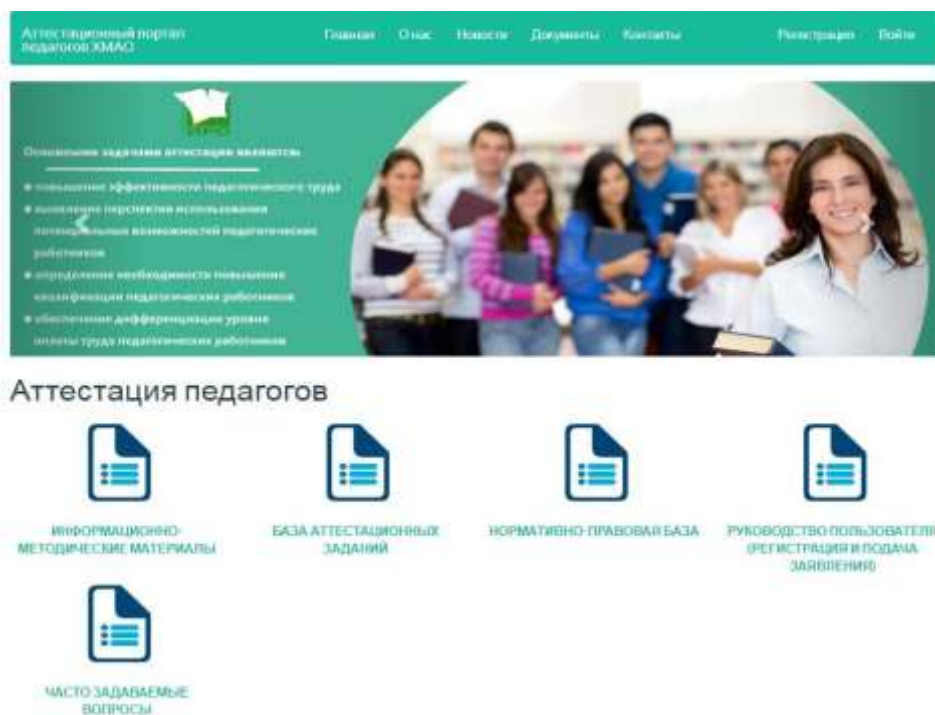 Аттестационный портал
педагогов ХМАО
Главная О нас Новости Документы Контакты Регистрация Войти
Основными задачами аттестации являются:
повышение эффективности педагогического труда
выявление перспектив использования
потенциальных возможностей педагогических
работников
определение необходимости повышения
квалификации педагогических работников
обеспечение дифференциации уровня
оплаты труда педагогических работников
Аттестация педагогов
ИНФОРМАЦИОННО-
МЕТОДИЧЕСКИЕ МАТЕРИАЛЫ
БАЗА АТТЕСТАЦИОННЫХ
ЗАДАНИЙ
НОРМАТИВНО-ПРАВОВАЯ БАЗА
РУКОВОДСТВО ПОЛЬЗОВАТЕЛЯ
(РЕГИСТРАЦИЯ И ПОДАЧА
ЗАЯВЛЕНИЯ)
ЧАСТО ЗАДАВАЕМЫЕ
ВОПРОСЫ